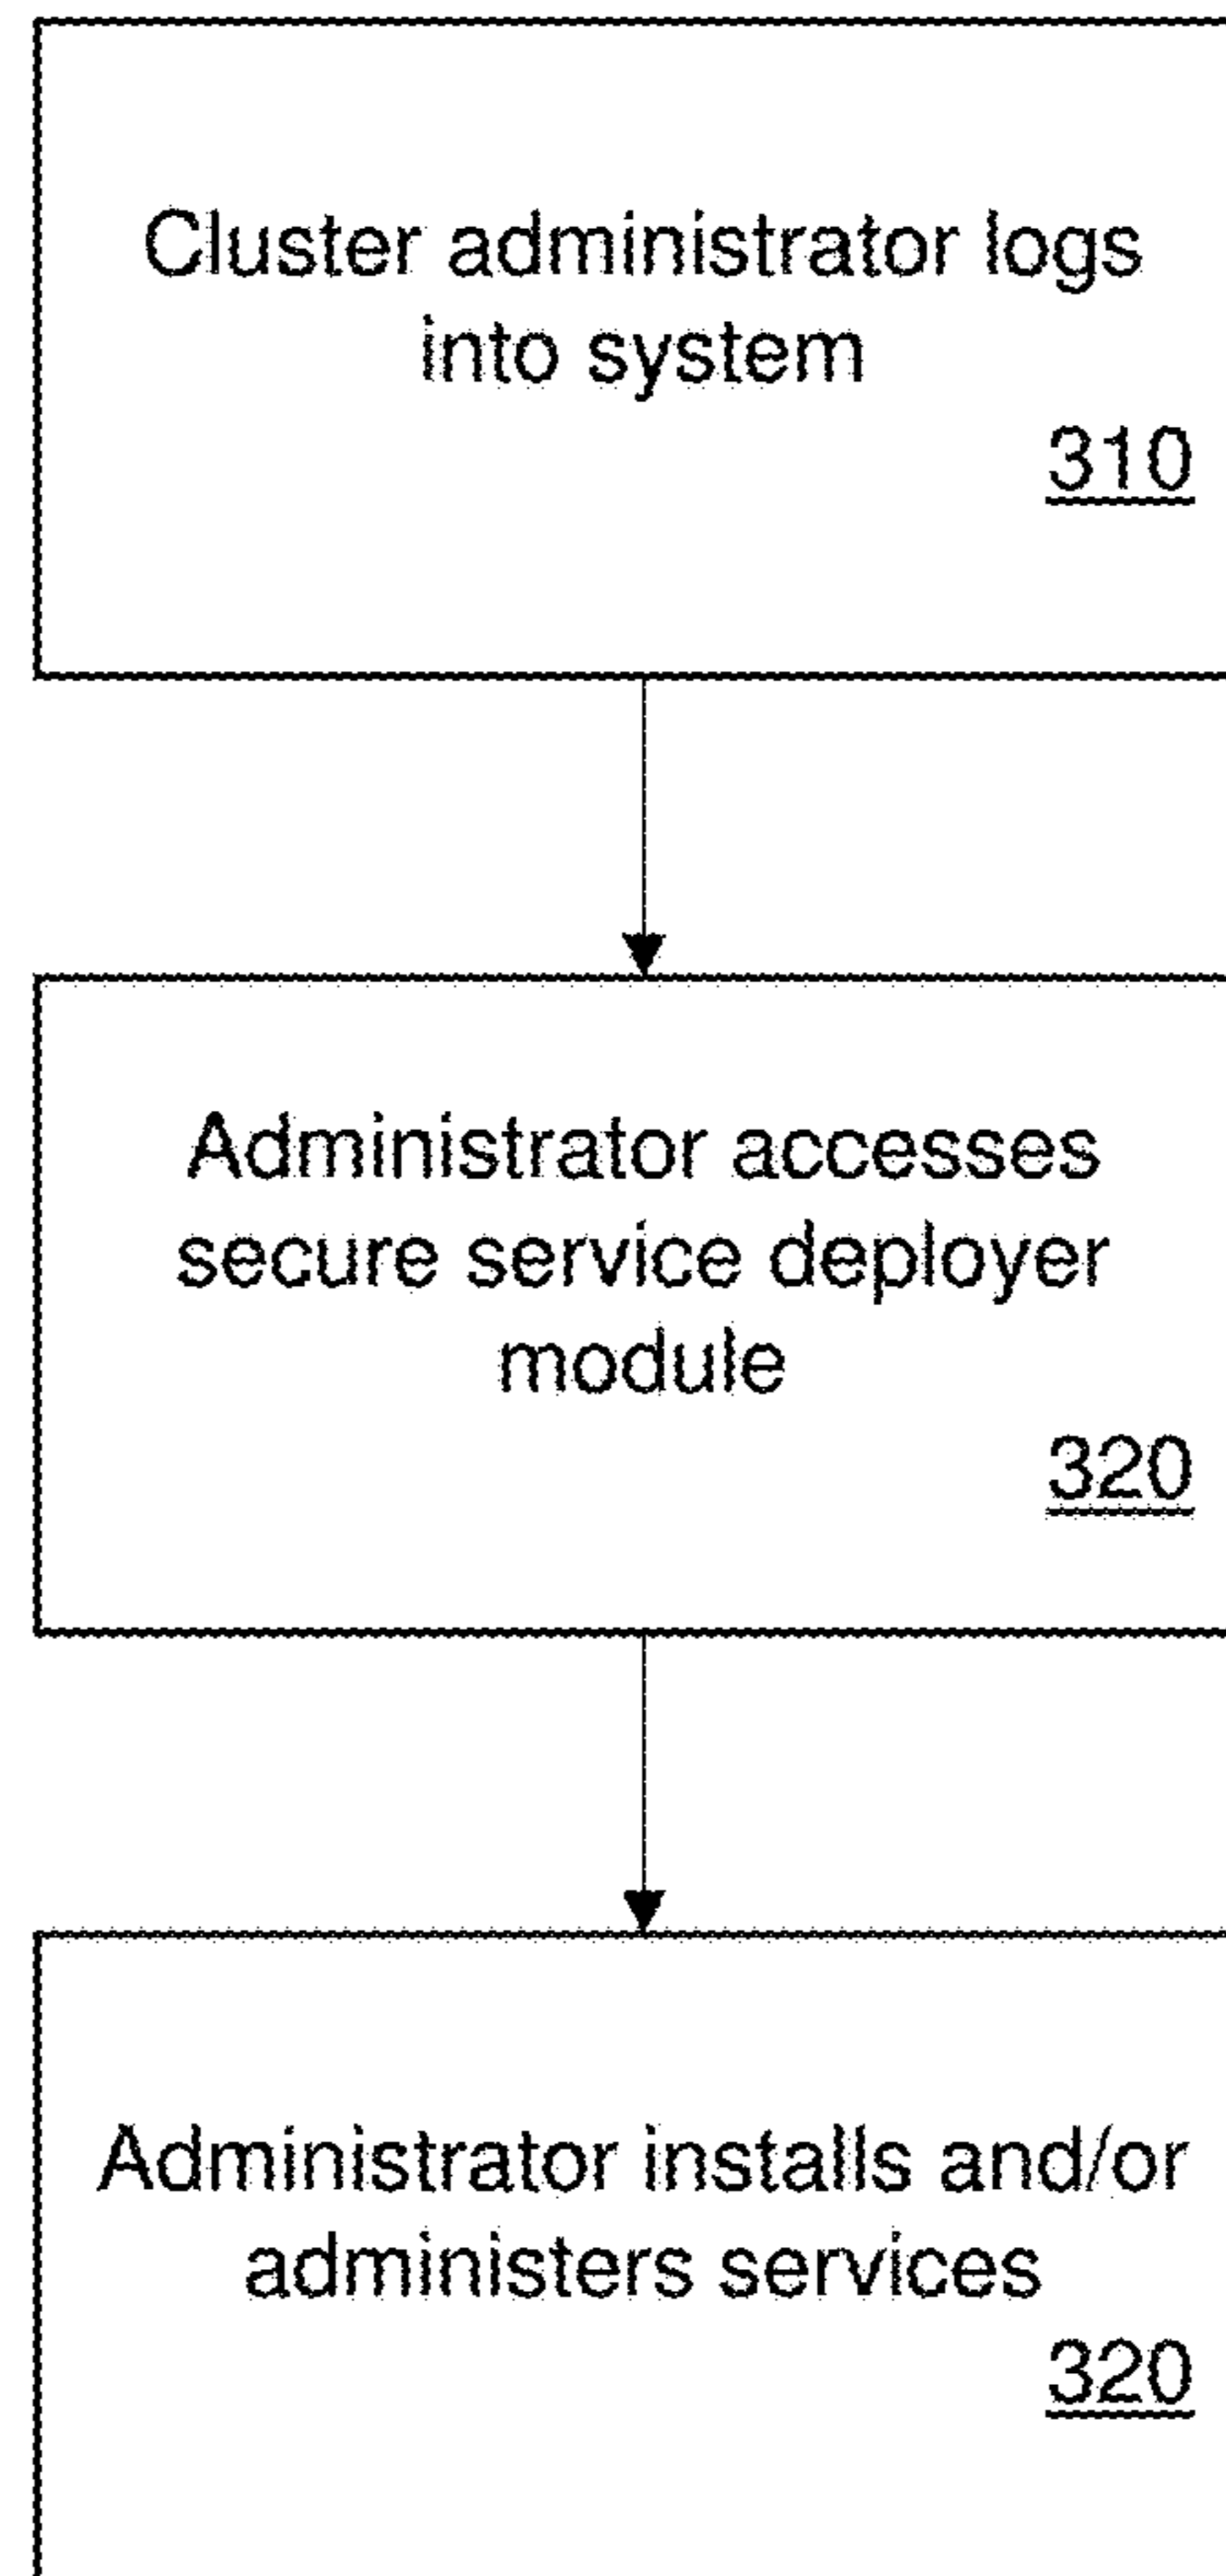 Cluster administrator logs
into system
310
Administrator accesses
secure service deployer
module
320
Administrator installs and/or
administers services
320